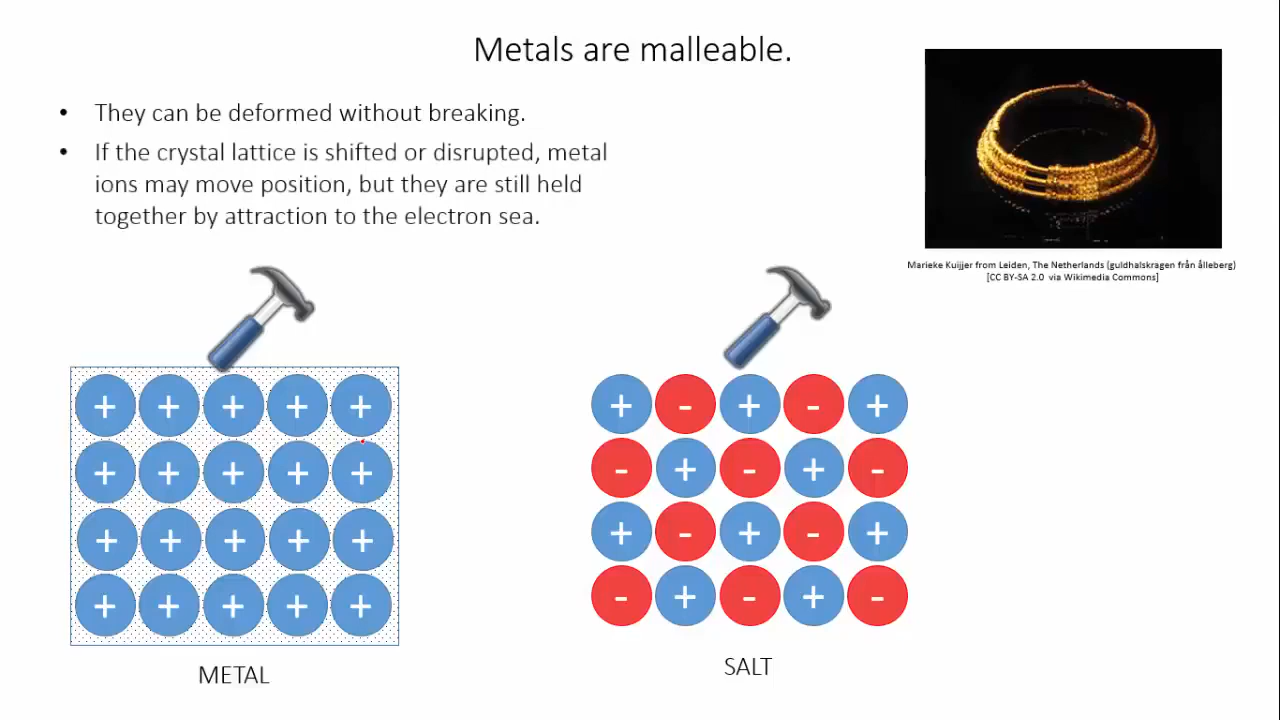 Metals are malleable.
• They can be deformed without breaking.
• If the crystal lattice is shifted or disrupted, metal
ions may move position, but they are still held
together by attraction to the electron sea.
Marieke Kuijjer from Leiden, The Netherlands (guldhalskragen från ålleberg)
[CC BY-SA 2.0 via Wikimedia Commons]
+ + + + +
+ + + + +
+ + + + +
+ + + + +
METAL
+ - + - +
- + - + -
+ - + - +
- + - + -
SALT